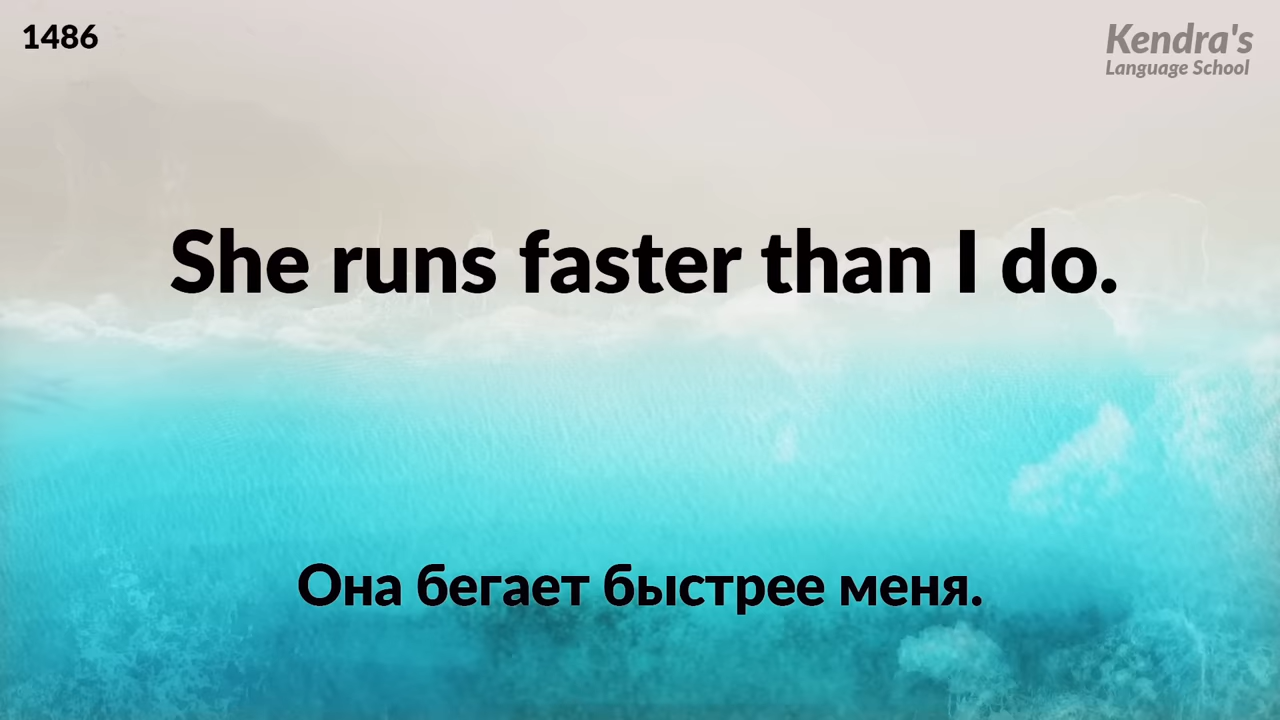 1486
Kendra's
Language School
She runs faster than I do.
Она бегает быстрее меня.